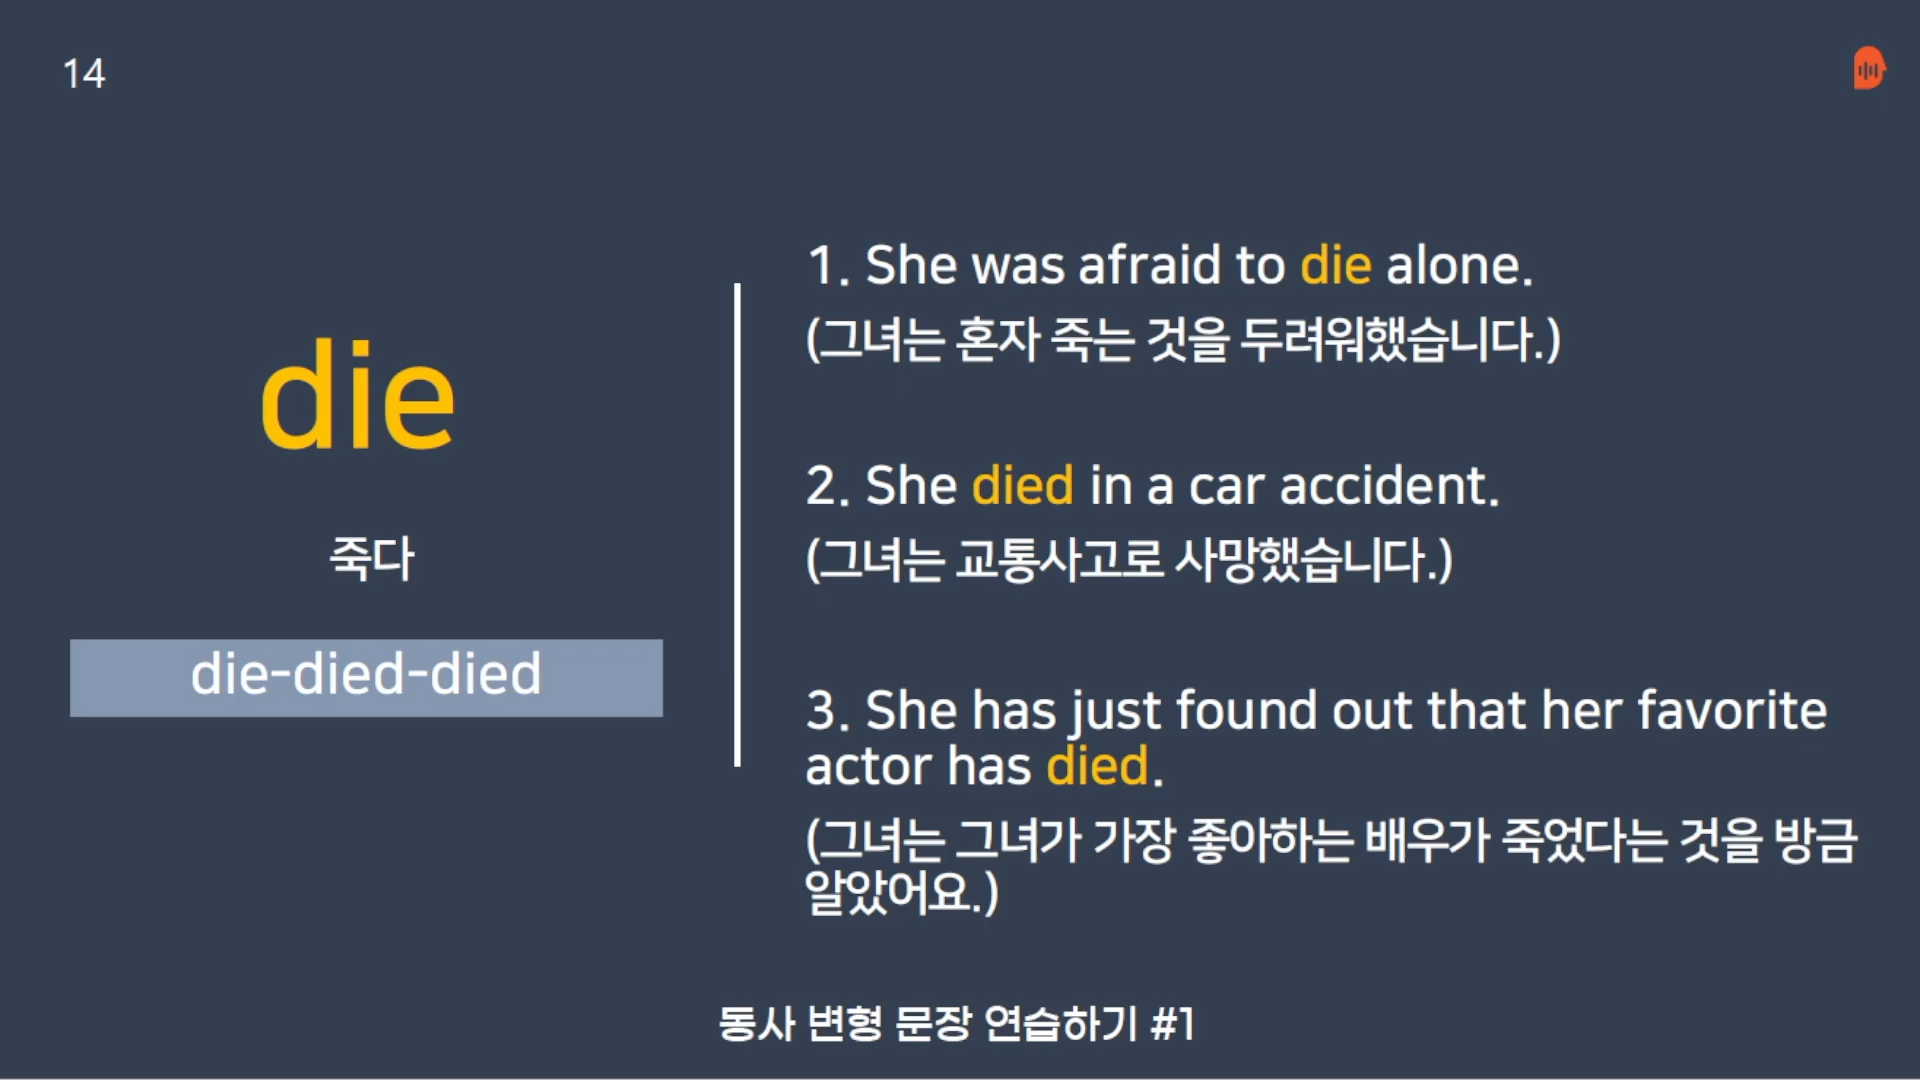 14
die
죽다
die-died-died
1. She was afraid to die alone.
(그녀는 혼자 죽는 것을 두려워했습니다.)
2. She died in a car accident.
(그녀는 교통사고로 사망했습니다.)
3. She has just found out that her favorite
actor has died.
(그녀는 그녀가 가장 좋아하는 배우가 죽었다는 것을 방금
알았어요.)
동사 변형 문장 연습하기 #1